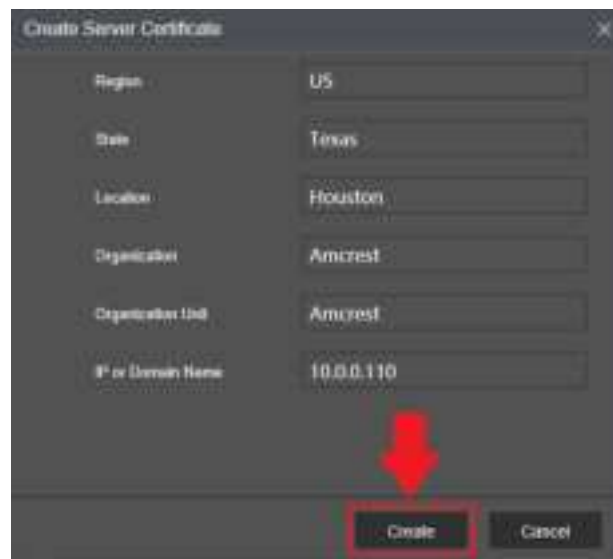 Create Server Certificate
Region US
State Texas
Location Houston
Organization Amcrest
Organization Unit Amcrest
IP or Domain Name 10.0.0.110
Create Cancel